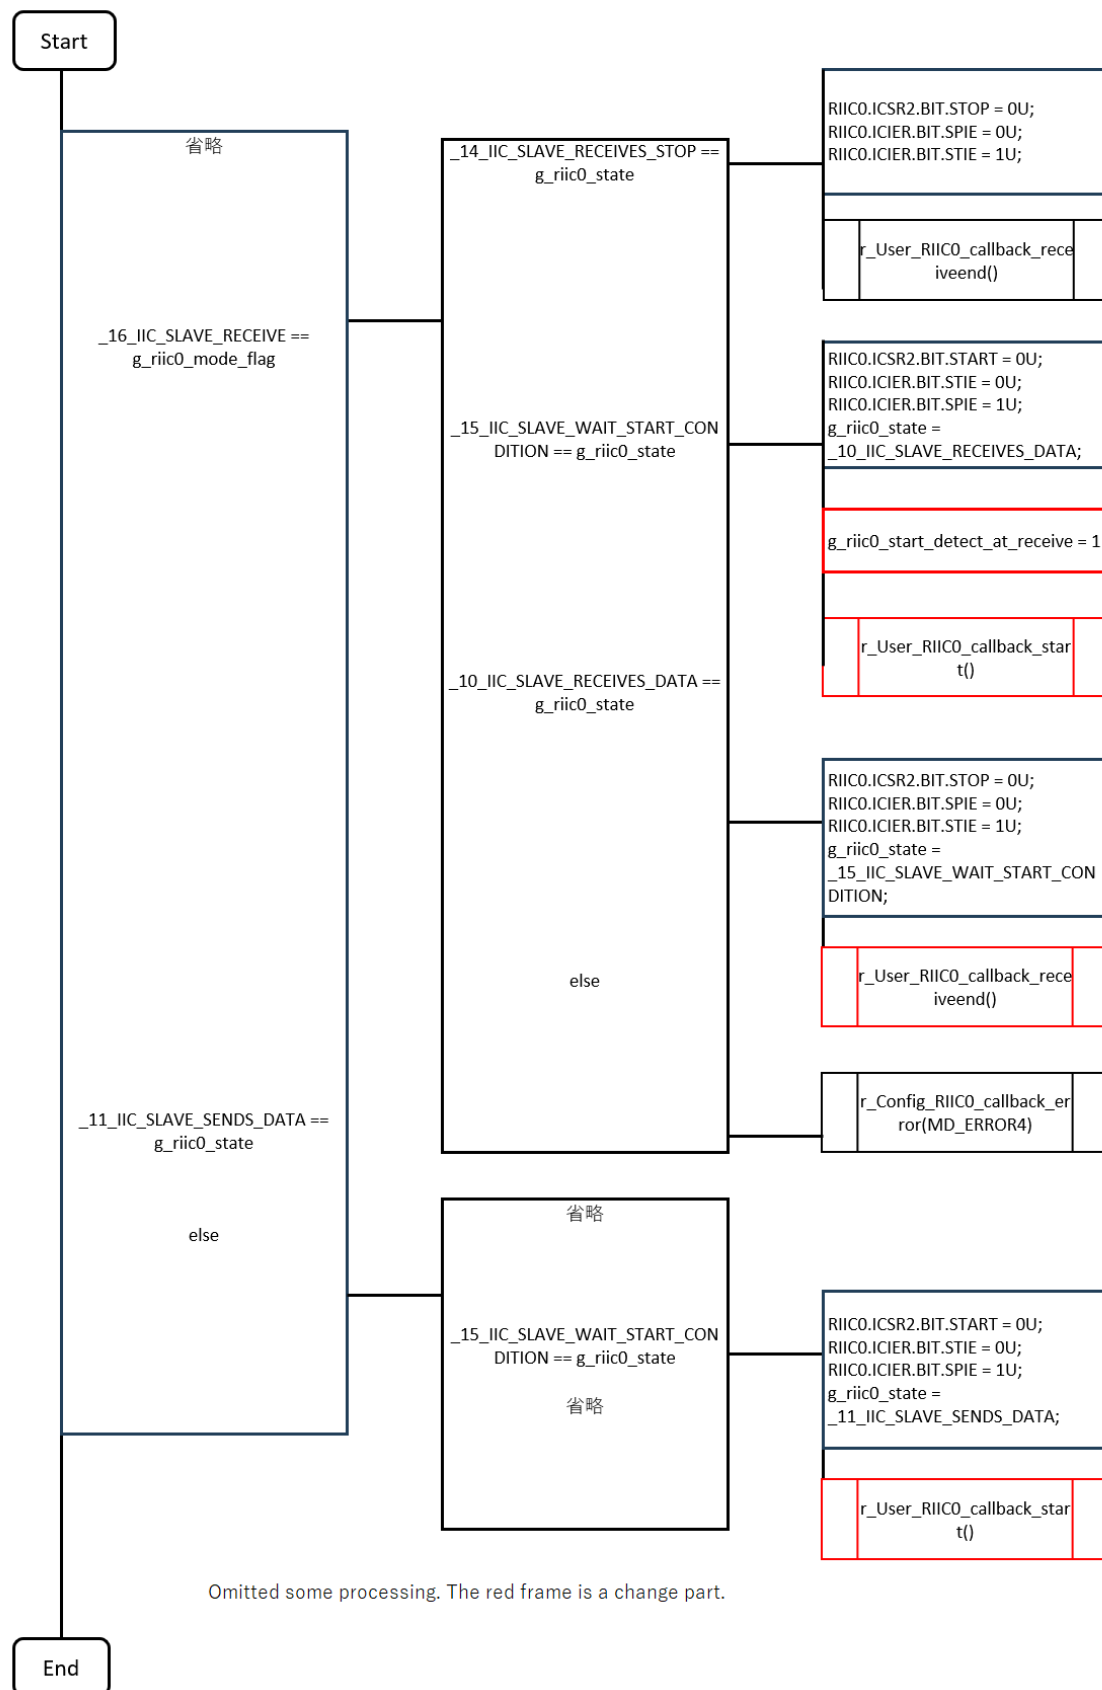 Start
省略
_16_IIC_SLAVE_RECEIVE ==
g_riic0_mode_flag
_11_IIC_SLAVE_SENDS_DATA ==
g_riic0_state
else
_14_IIC_SLAVE_RECEIVES_STOP ==
g_riic0_state
_15_IIC_SLAVE_WAIT_START_CON
DITION == g_riic0_state
_10_IIC_SLAVE_RECEIVES_DATA ==
g_riic0_state
else
RIIC0.ICSR2.BIT.STOP = 0U;
RIIC0.ICIER.BIT.SPIE = 0U;
RIIC0.ICIER.BIT.STIE = 1U;
r_User_RIIC0_callback_rece
iveend()
RIIC0.ICSR2.BIT.START = 0U;
RIIC0.ICIER.BIT.STIE = 0U;
RIIC0.ICIER.BIT.SPIE = 1U;
g_riic0_state =
_10_IIC_SLAVE_RECEIVES_DATA;
g_riic0_start_detect_at_receive = 1
r_User_RIIC0_callback_star
t()
RIIC0.ICSR2.BIT.STOP = 0U;
RIIC0.ICIER.BIT.SPIE = 0U;
RIIC0.ICIER.BIT.STIE = 1U;
g_riic0_state =
_15_IIC_SLAVE_WAIT_START_CON
DITION;
r_User_RIIC0_callback_rece
iveend()
r_Config_RIIC0_callback_er
ror(MD_ERROR4)
省略
_15_IIC_SLAVE_WAIT_START_CON
DITION == g_riic0_state
省略
RIIC0.ICSR2.BIT.START = 0U;
RIIC0.ICIER.BIT.STIE = 0U;
RIIC0.ICIER.BIT.SPIE = 1U;
g_riic0_state =
_11_IIC_SLAVE_SENDS_DATA;
r_User_RIIC0_callback_star
t()
Omitted some processing. The red frame is a change part.
End